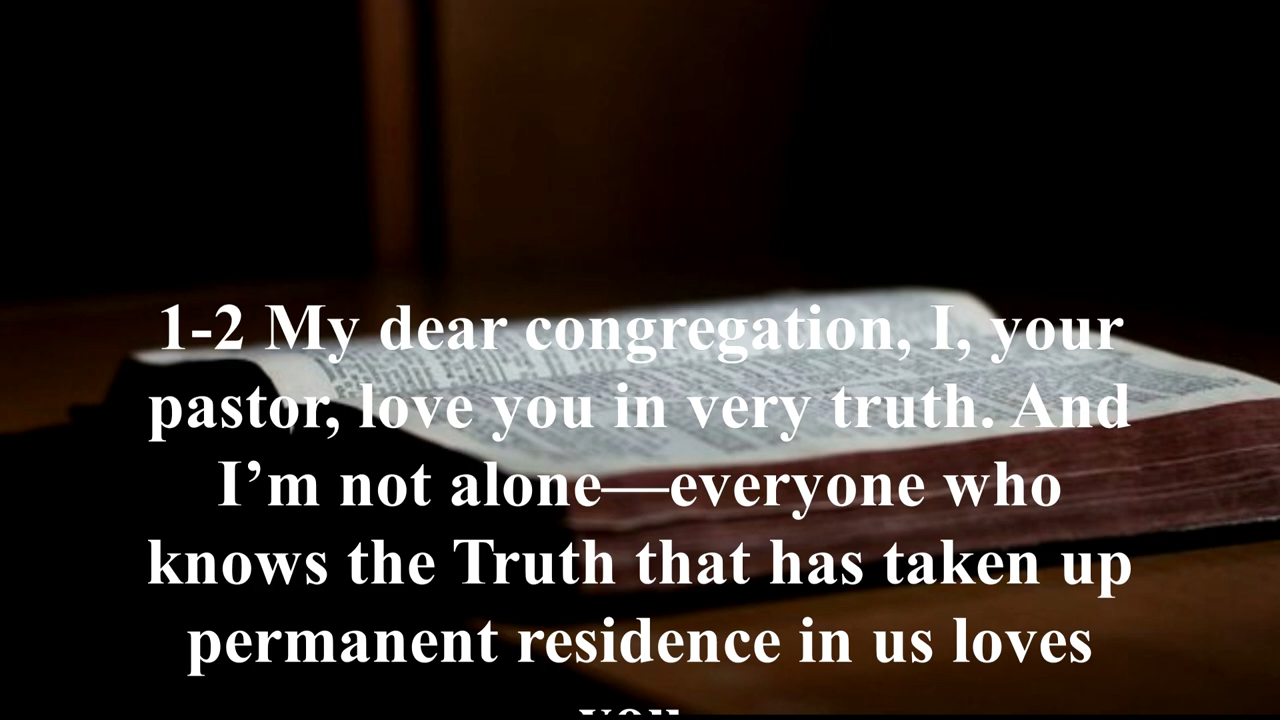 1-2 My dear congregation, I, your
pastor, love you in very truth. And
I’m not alone—everyone who
knows the Truth that has taken up
permanent residence in us loves